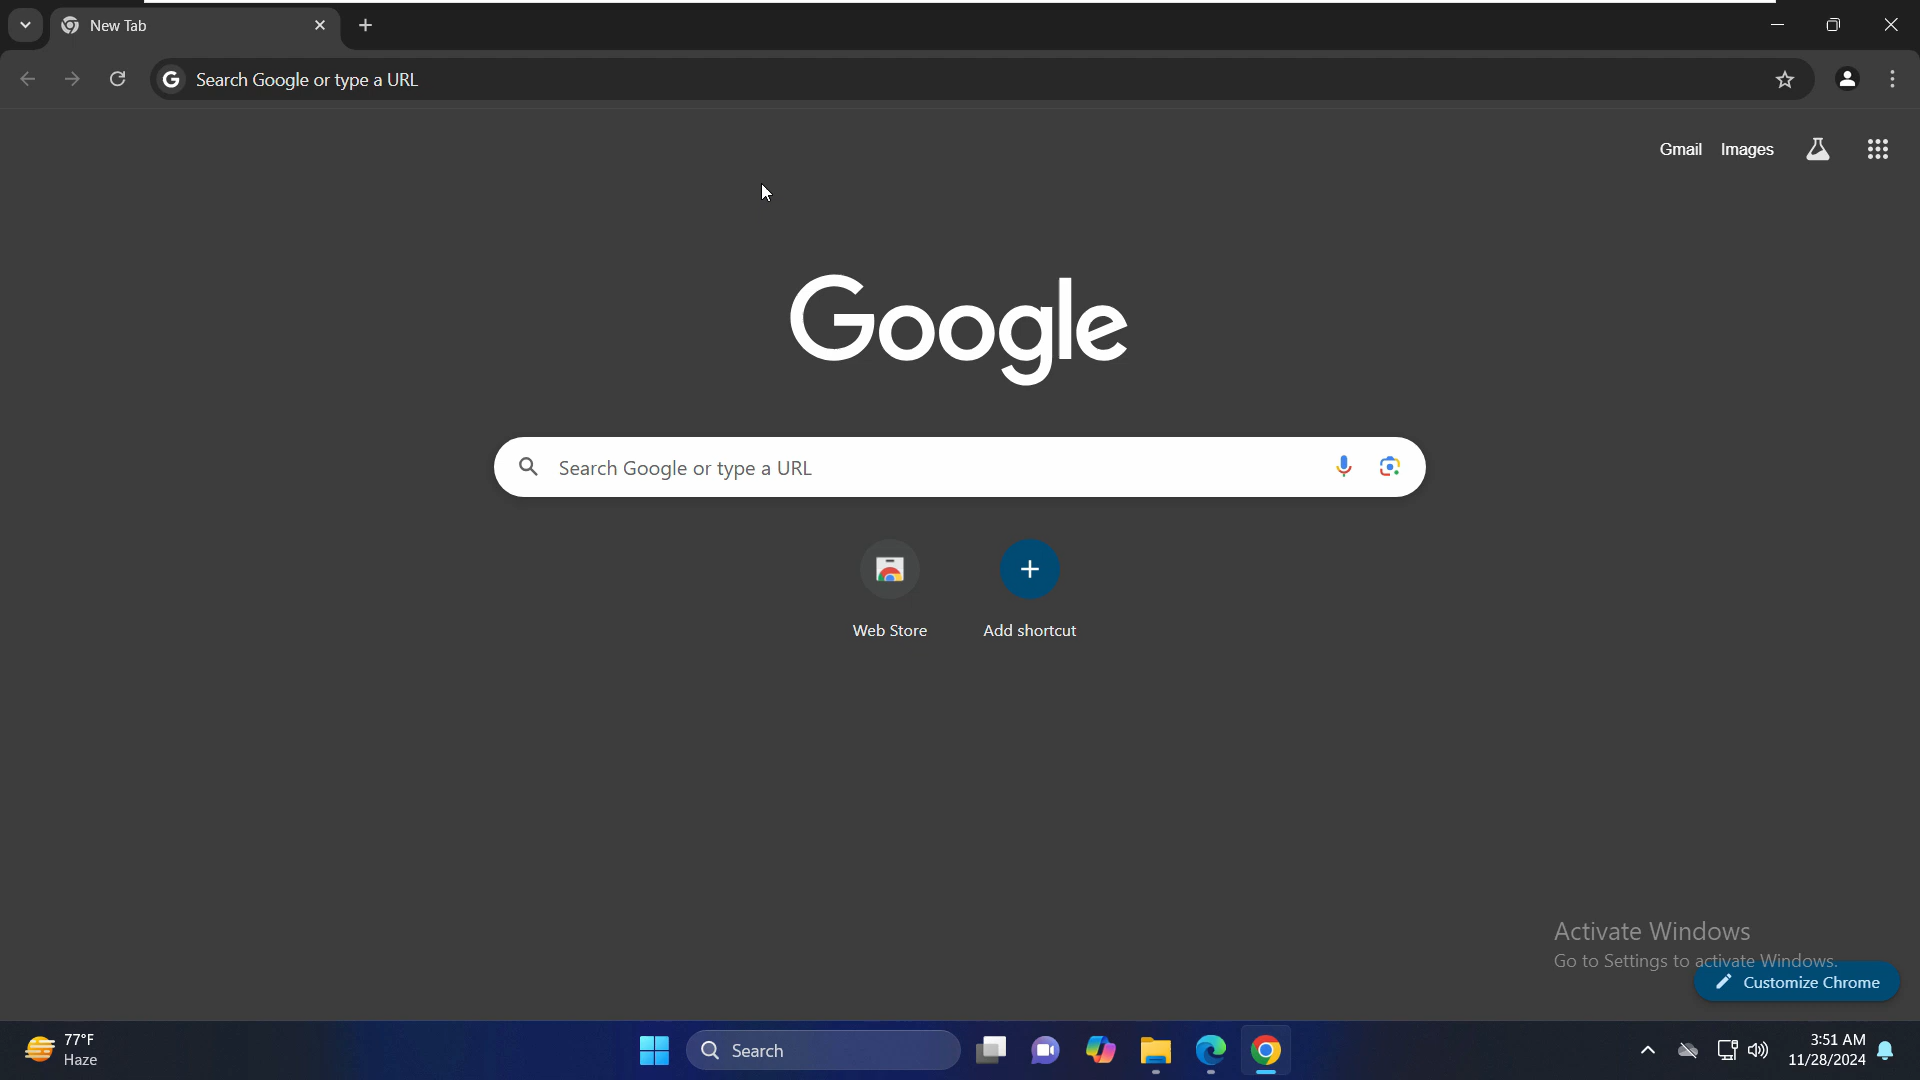 New Tab
Search Google or type a URL
Gmail Images
Google
Search Google or type a URL
Web Store Add shortcut
Activate Windows
Go to Settings to activate Windows.
Customize Chrome
77°F
Haze
Search
3:51 AM
11/28/2024